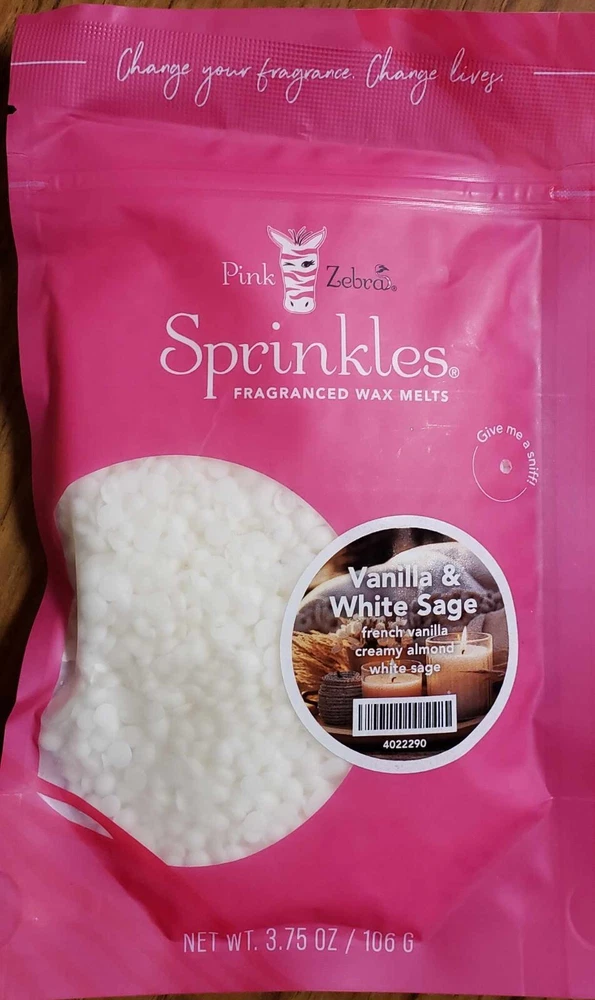 Change your fragrance. Change lives.
Pink Zebra®
Sprinkles®
FRAGRANCED WAX MELTS
Give me a sniff!
Vanilla &
White Sage
french vanilla
creamy almond
white sage
4022290
NET WT. 3.75 OZ / 106 G